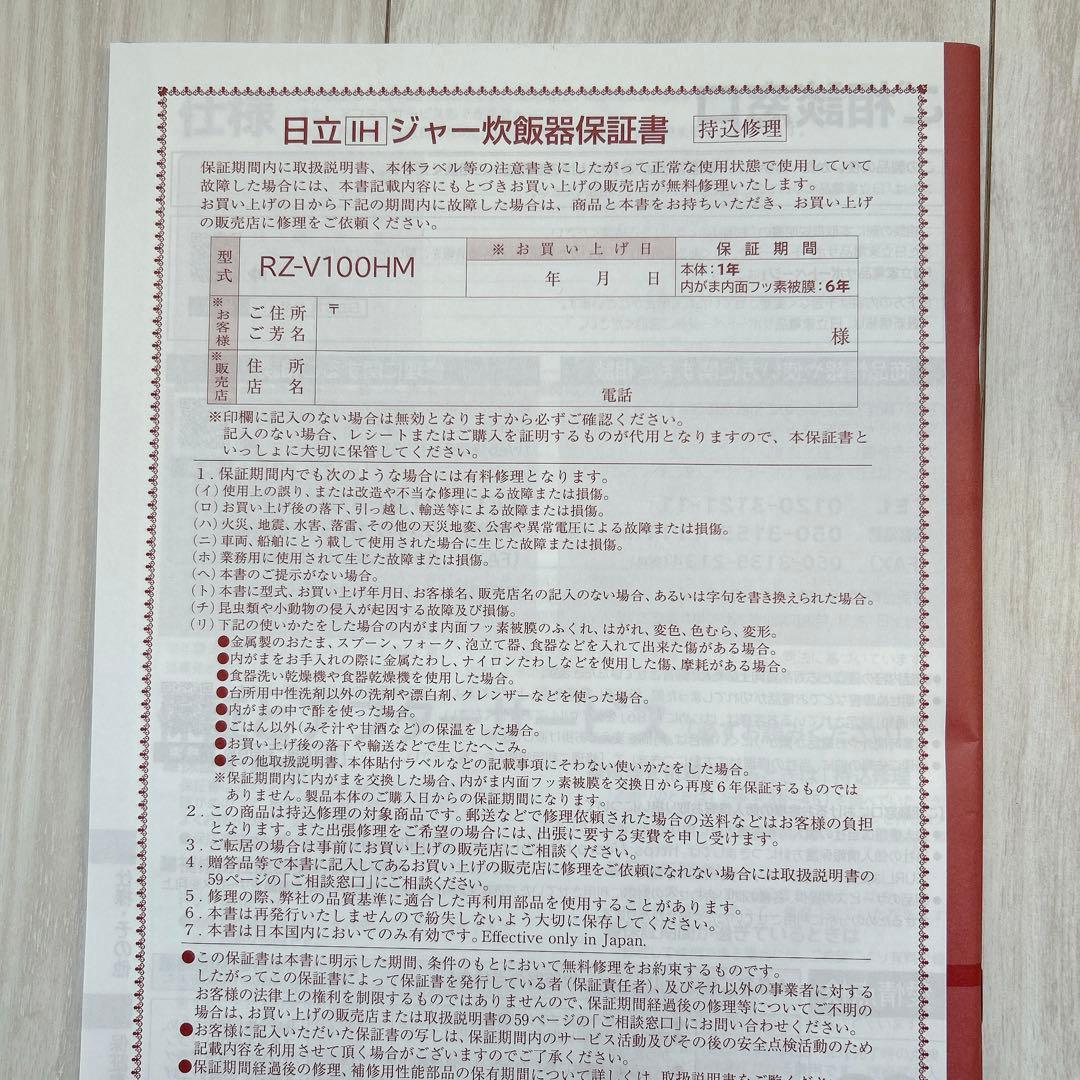 日立IHジャー炊飯器保証書 持込修理
保証期間内に取扱説明書、本体ラベル等の注意書きにしたがって正常な使用状態で使用していて
故障した場合には、本書記載内容にもとづきお買い上げの販売店が無料修理いたします。
お買い上げの日から下記の期間内に故障した場合は、商品と本書をお持ちいただき、お買い上げ
の販売店に修理をご依頼ください。
型式 RZ-V100HM ※お買い上げ日 保証期間
年 月 日 本体:1年
内がま内面フッ素被膜:6年
※お客様 ご住所 〒
ご芳名 様
※販売店 住所
店名 電話
※印欄に記入のない場合は無効となりますから必ずご確認ください。
記入のない場合、レシートまたはご購入を証明するものが代用となりますので、本保証書と
いっしょに大切に保管してください。
1.保証期間内でも次のような場合には有料修理となります。
(イ)使用上の誤り、または改造や不当な修理による故障または損傷。
(ロ)お買い上げ後の落下、引っ越し、輸送等による故障または損傷。
(ハ)火災、地震、水害、落雷、その他の天災地変、公害や異常電圧による故障または損傷。
(ニ)車両、船舶にとう載して使用された場合に生じた故障または損傷。
(ホ)業務用に使用されて生じた故障または損傷。
(ヘ)本書のご提示がない場合。
(ト)本書に型式、お買い上げ年月日、お客様名、販売店名の記入のない場合、あるいは字句を書き換えられた場合。
(チ)昆虫類や小動物の侵入が起因する故障及び損傷。
(リ)下記の使いかたをした場合の内がま内面フッ素被膜のふくれ、はがれ、変色、色むら、変形。
●金属製のおたま、スプーン、フォーク、泡立て器、食器などを入れて出来た傷がある場合。
●内がまをお手入れの際に金属たわし、ナイロンたわしなどを使用した傷、摩耗がある場合。
●食器洗い乾燥機や食器乾燥機を使用した場合。
●台所用中性洗剤以外の洗剤や漂白剤、クレンザーなどを使った場合。
●内がまの中で酢を使った場合。
●ごはん以外(みそ汁や甘酒など)の保温をした場合。
●お買い上げ後の落下や輸送などで生じたへこみ。
●その他取扱説明書、本体貼付ラベルなどの記載事項にそわない使いかたをした場合。
※保証期間内に内がまを交換した場合、内がま内面フッ素被膜を交換日から再度6年保証するものでは
ありません。製品本体のご購入日からの保証期間になります。
2.この商品は持込修理の対象商品です。郵送などで修理依頼された場合の送料などはお客様の負担
となります。また出張修理をご希望の場合には、出張に要する実費を申し受けます。
3.ご転居の場合は事前にお買い上げの販売店にご相談ください。
4.贈答品等で本書に記入してあるお買い上げの販売店に修理をご依頼になれない場合には取扱説明書の
59ページの「ご相談窓口」にご相談ください。
5.修理の際、弊社の品質基準に適合した再利用部品を使用することがあります。
6.本書は再発行いたしませんので紛失しないよう大切に保存してください。
7.本書は日本国内においてのみ有効です。Effective only in Japan.
●この保証書は本書に明示した期間、条件のもとにおいて無料修理をお約束するものです。
したがってこの保証書によって保証書を発行している者(保証責任者)、及びそれ以外の事業者に対する
お客様の法律上の権利を制限するものではありませんので、保証期間経過後の修理等についてご不明の
場合は、お買い上げの販売店または取扱説明書の59ページの「ご相談窓口」にお問い合わせください。
●お客様に記入いただいた保証書の写しは、保証期間内のサービス活動及びその後の安全点検活動のため
記載内容を利用させて頂く場合がございますのでご了承ください。
●保証期間経過後の修理、補修用性能部品の保有期間について詳しくは、取扱説明書をご覧ください。